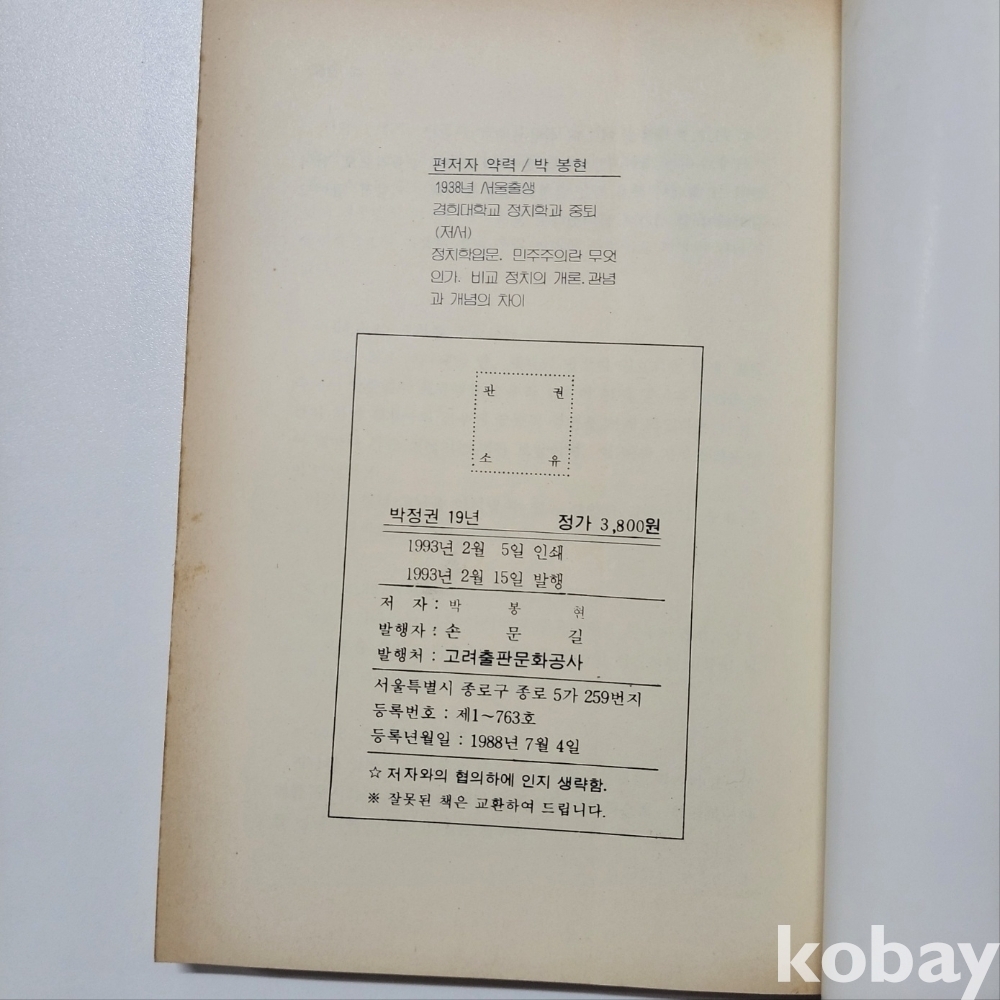 편저자 약력 / 박 봉현
1938년 서울출생
경희대학교 정치학과 중퇴
(저서)
정치학입문, 민주주의란 무엇
인가, 비교 정치의 개론, 관념
과 개념의 차이
판 권
소 유
박정권 19년 정가 3,800원
1993년 2월 5일 인쇄
1993년 2월 15일 발행
저 자 : 박 봉 현
발행자 : 손 문 길
발행처 : 고려출판문화공사
서울특별시 종로구 종로 5가 259번지
등록번호 : 제1~763호
등록년월일 : 1988년 7월 4일
☆ 저자와의 협의하에 인지 생략함.
※ 잘못된 책은 교환하여 드립니다.
kobay